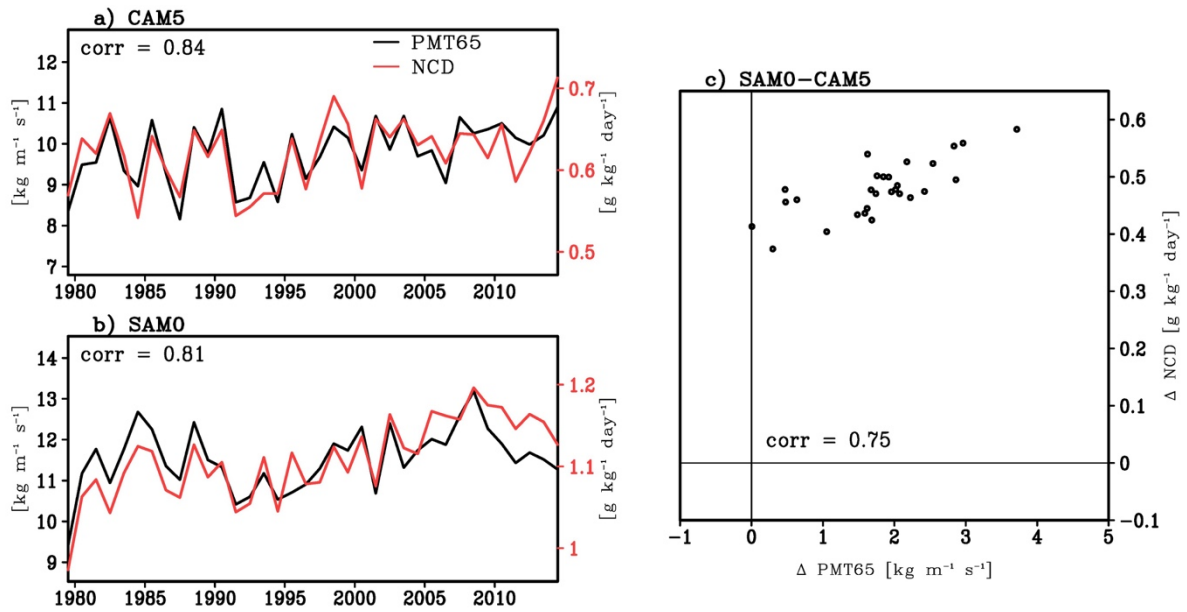 a) CAM5
corr = 0.84
PMT65
NCD
12
11
10
9
8
7
[kg m⁻¹ s⁻¹]
0.7
0.6
0.5
[g kg⁻¹ day⁻¹]
1980 1985 1990 1995 2000 2005 2010
b) SAM0
corr = 0.81
14
13
12
11
10
9
[kg m⁻¹ s⁻¹]
1.2
1.1
1
[g kg⁻¹ day⁻¹]
1980 1985 1990 1995 2000 2005 2010
c) SAM0-CAM5
corr = 0.75
0.6
0.5
0.4
0.3
0.2
0.1
0
-0.1
Δ NCD [g kg⁻¹ day⁻¹]
-1 0 1 2 3 4 5
Δ PMT65 [kg m⁻¹ s⁻¹]